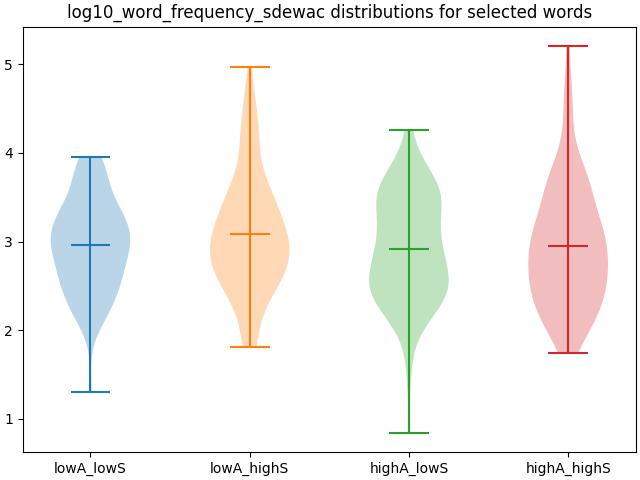 log10_word_frequency_sdewac distributions for selected words
5
4
3
2
1
lowA_lowS lowA_highS highA_lowS highA_highS